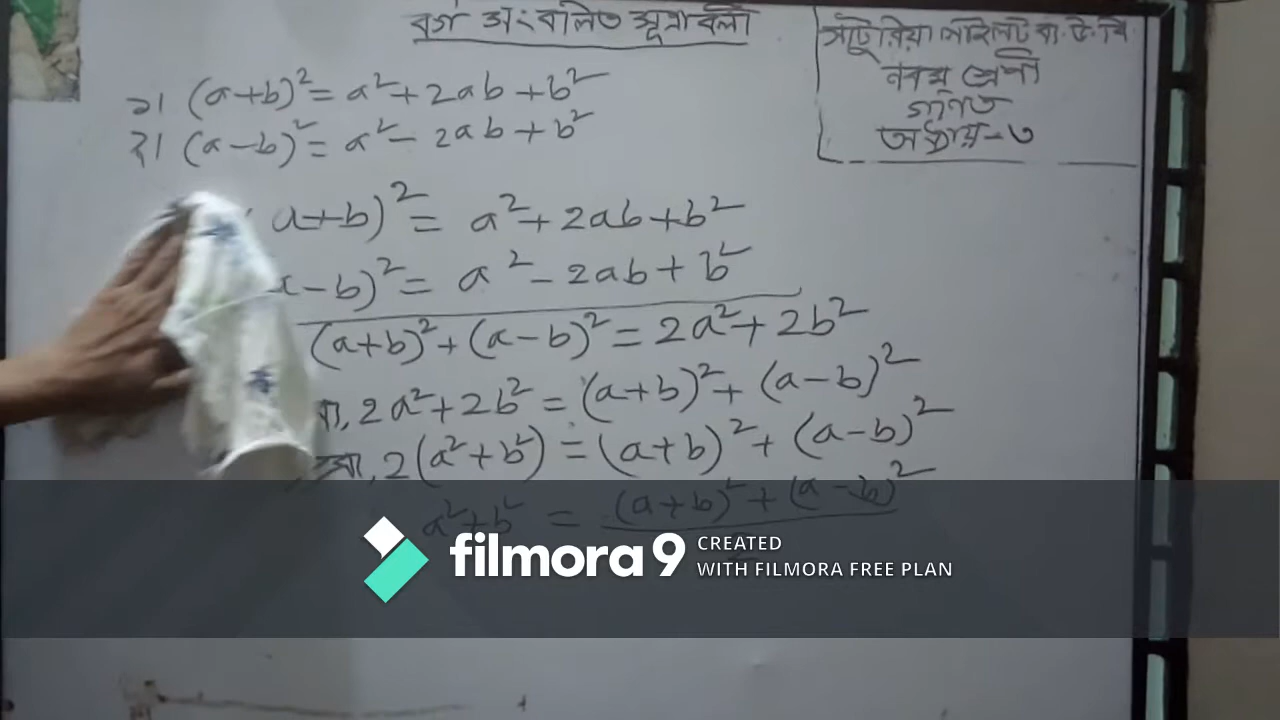 বর্গ সংবলিত সূত্রাবলী
সাটুরিয়া পাইলট বা. উ. বি
নবম শ্রেণী
গণিত
অধ্যায়-৩
১। (a+b)² = a² + 2ab + b²
২। (a-b)² = a² - 2ab + b²
a+b)² = a² + 2ab + b²
-b)² = a² - 2ab + b²
(a+b)² + (a-b)² = 2a² + 2b²
বা, 2a² + 2b² = (a+b)² + (a-b)²
বা, 2(a²+b²) = (a+b)² + (a-b)²
a²+b² = (a+b)² + (a-b)²
filmora9
CREATED
WITH FILMORA FREE PLAN